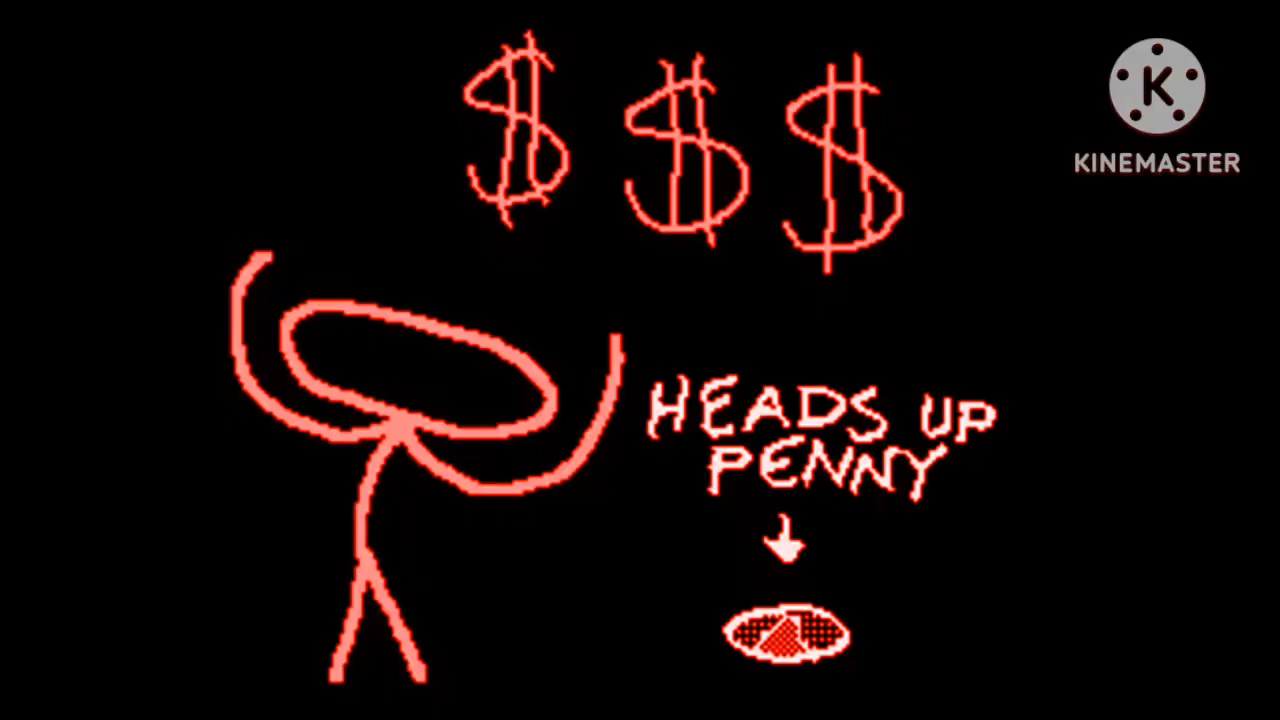 $ $ $
K
KINEMASTER
HEADS UP
PENNY